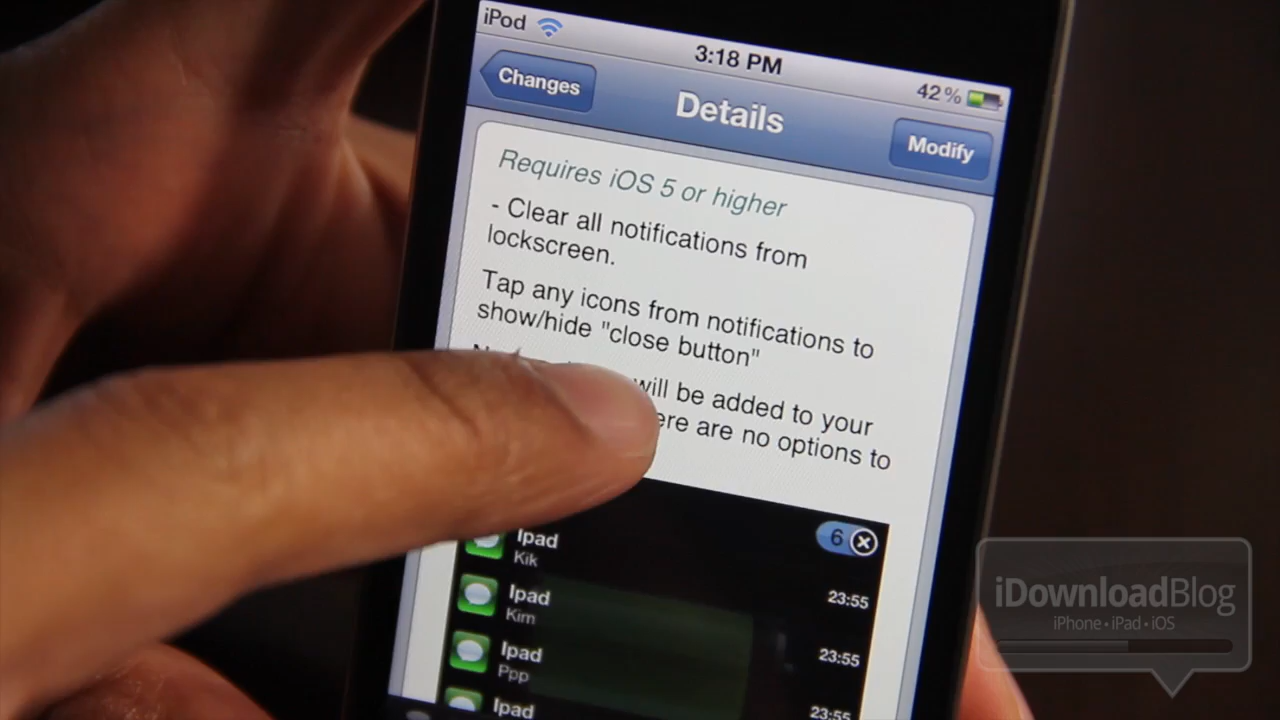 iPod
3:18 PM
42%
Changes
Details
Modify
Requires iOS 5 or higher
- Clear all notifications from
lockscreen.
Tap any icons from notifications to
show/hide "close button"
will be added to your
are no options to
Ipad
6
Kik
23:55
Ipad
Kim
23:55
Ipad
Ppp
23:55
Ipad
iDownloadBlog
iPhone • iPad • iOS